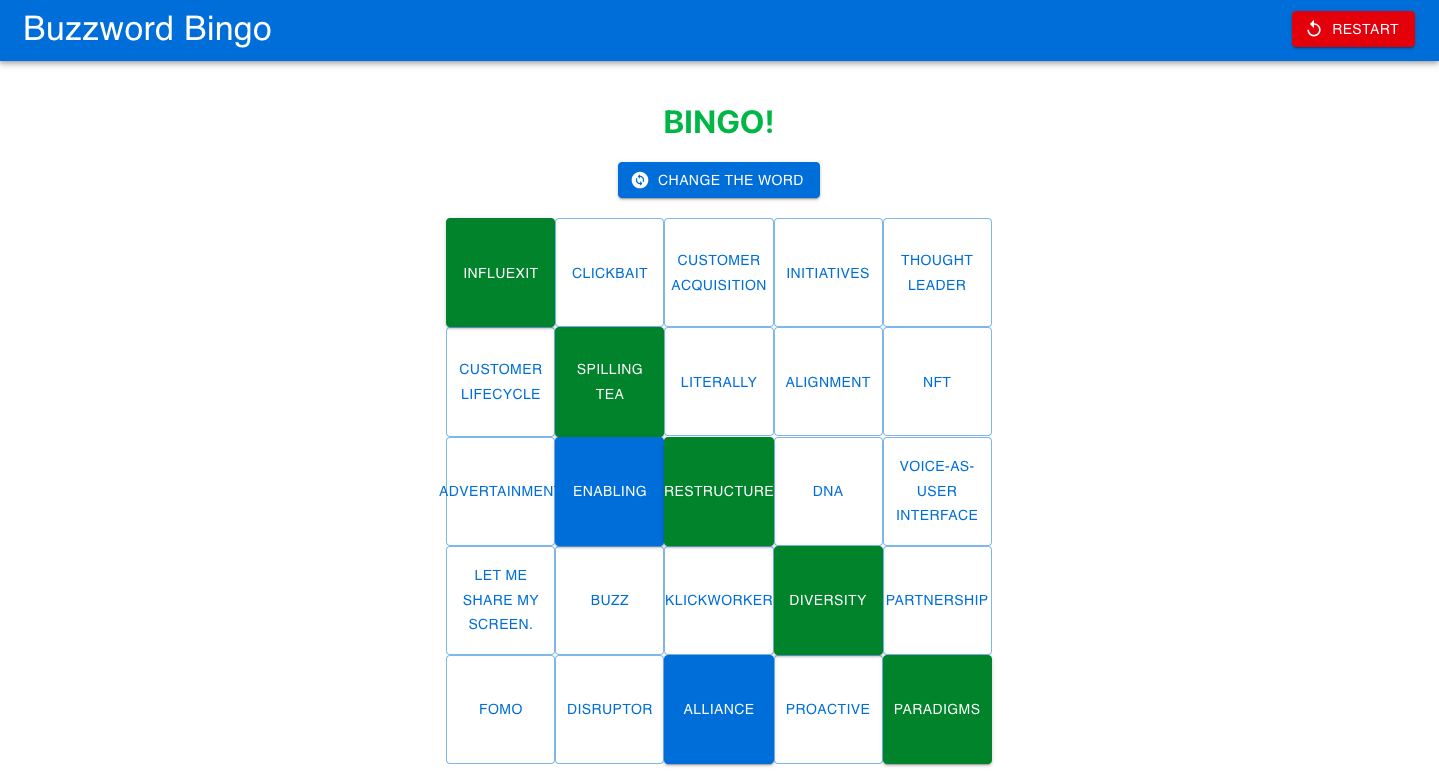 Buzzword Bingo
RESTART
BINGO!
CHANGE THE WORD
INFLUEXIT
CLICKBAIT
CUSTOMER
ACQUISITION
INITIATIVES
THOUGHT
LEADER
CUSTOMER
LIFECYCLE
SPILLING
TEA
LITERALLY
ALIGNMENT
NFT
ADVERTAINMENT
ENABLING
RESTRUCTURE
DNA
VOICE-AS-
USER
INTERFACE
LET ME
SHARE MY
SCREEN.
BUZZ
KLICKWORKER
DIVERSITY
PARTNERSHIP
FOMO
DISRUPTOR
ALLIANCE
PROACTIVE
PARADIGMS